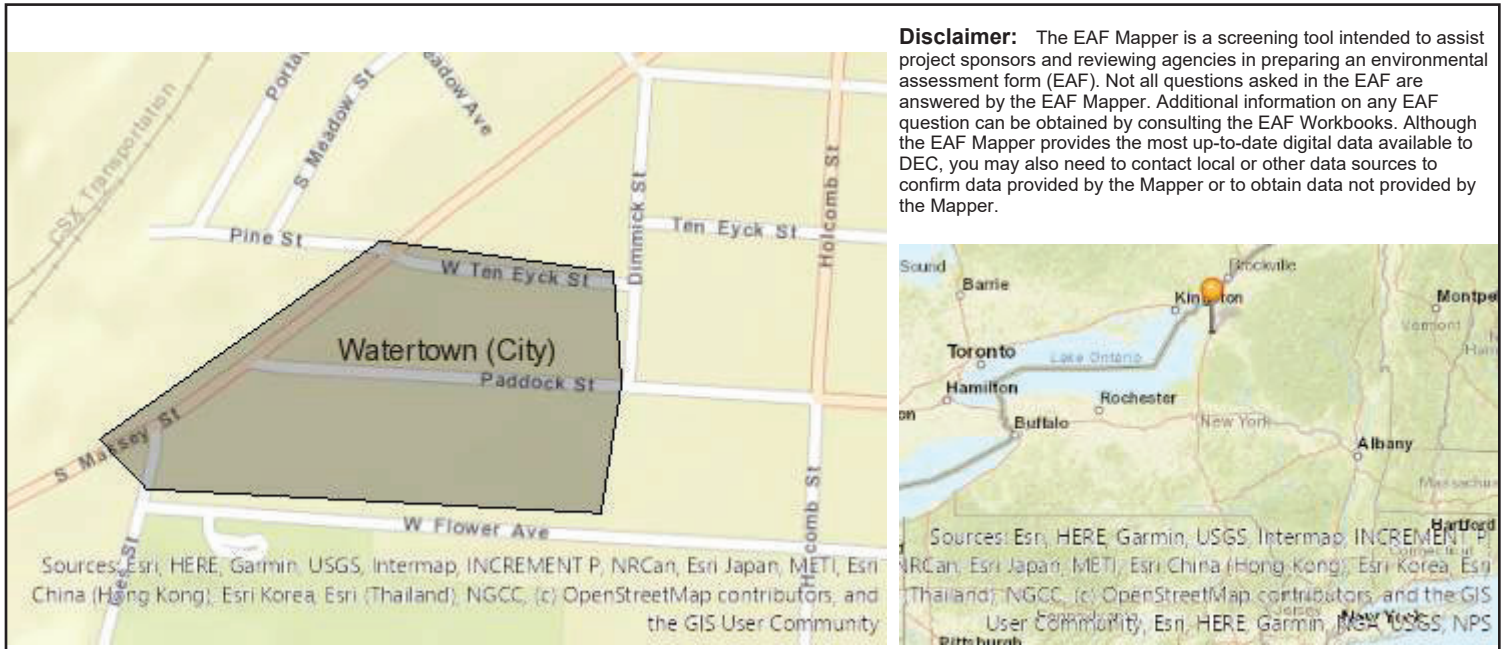 Disclaimer: The EAF Mapper is a screening tool intended to assist
project sponsors and reviewing agencies in preparing an environmental
assessment form (EAF). Not all questions asked in the EAF are
answered by the EAF Mapper. Additional information on any EAF
question can be obtained by consulting the EAF Workbooks. Although
the EAF Mapper provides the most up-to-date digital data available to
DEC, you may also need to contact local or other data sources to
confirm data provided by the Mapper or to obtain data not provided by
the Mapper.
CSX Transportation
S Meadow St
Pine St
W Ten Eyck St
Dimmick St
Ten Eyck St
Holcomb St
Watertown (City)
Paddock St
S Massey St
W Flower Ave
Sources: Esri, HERE, Garmin, USGS, Intermap, INCREMENT P, NRCan, Esri Japan, METI, Esri
China (Hong Kong), Esri Korea, Esri (Thailand), NGCC, (c) OpenStreetMap contributors, and
the GIS User Community
Sound
Barrie
Brockville
Toronto
Lake Ontario
Vermont
Hamilton
Rochester
Buffalo
New York
Albany
Hartford
Sources: Esri, HERE, Garmin, USGS, Intermap, INCREMENT P,
NRCan, Esri Japan, METI, Esri China (Hong Kong), Esri Korea, Esri
(Thailand), NGCC, (c) OpenStreetMap contributors, and the GIS
User Community, Esri, HERE, Garmin, NGA, USGS, NPS
New York
Pittsburgh